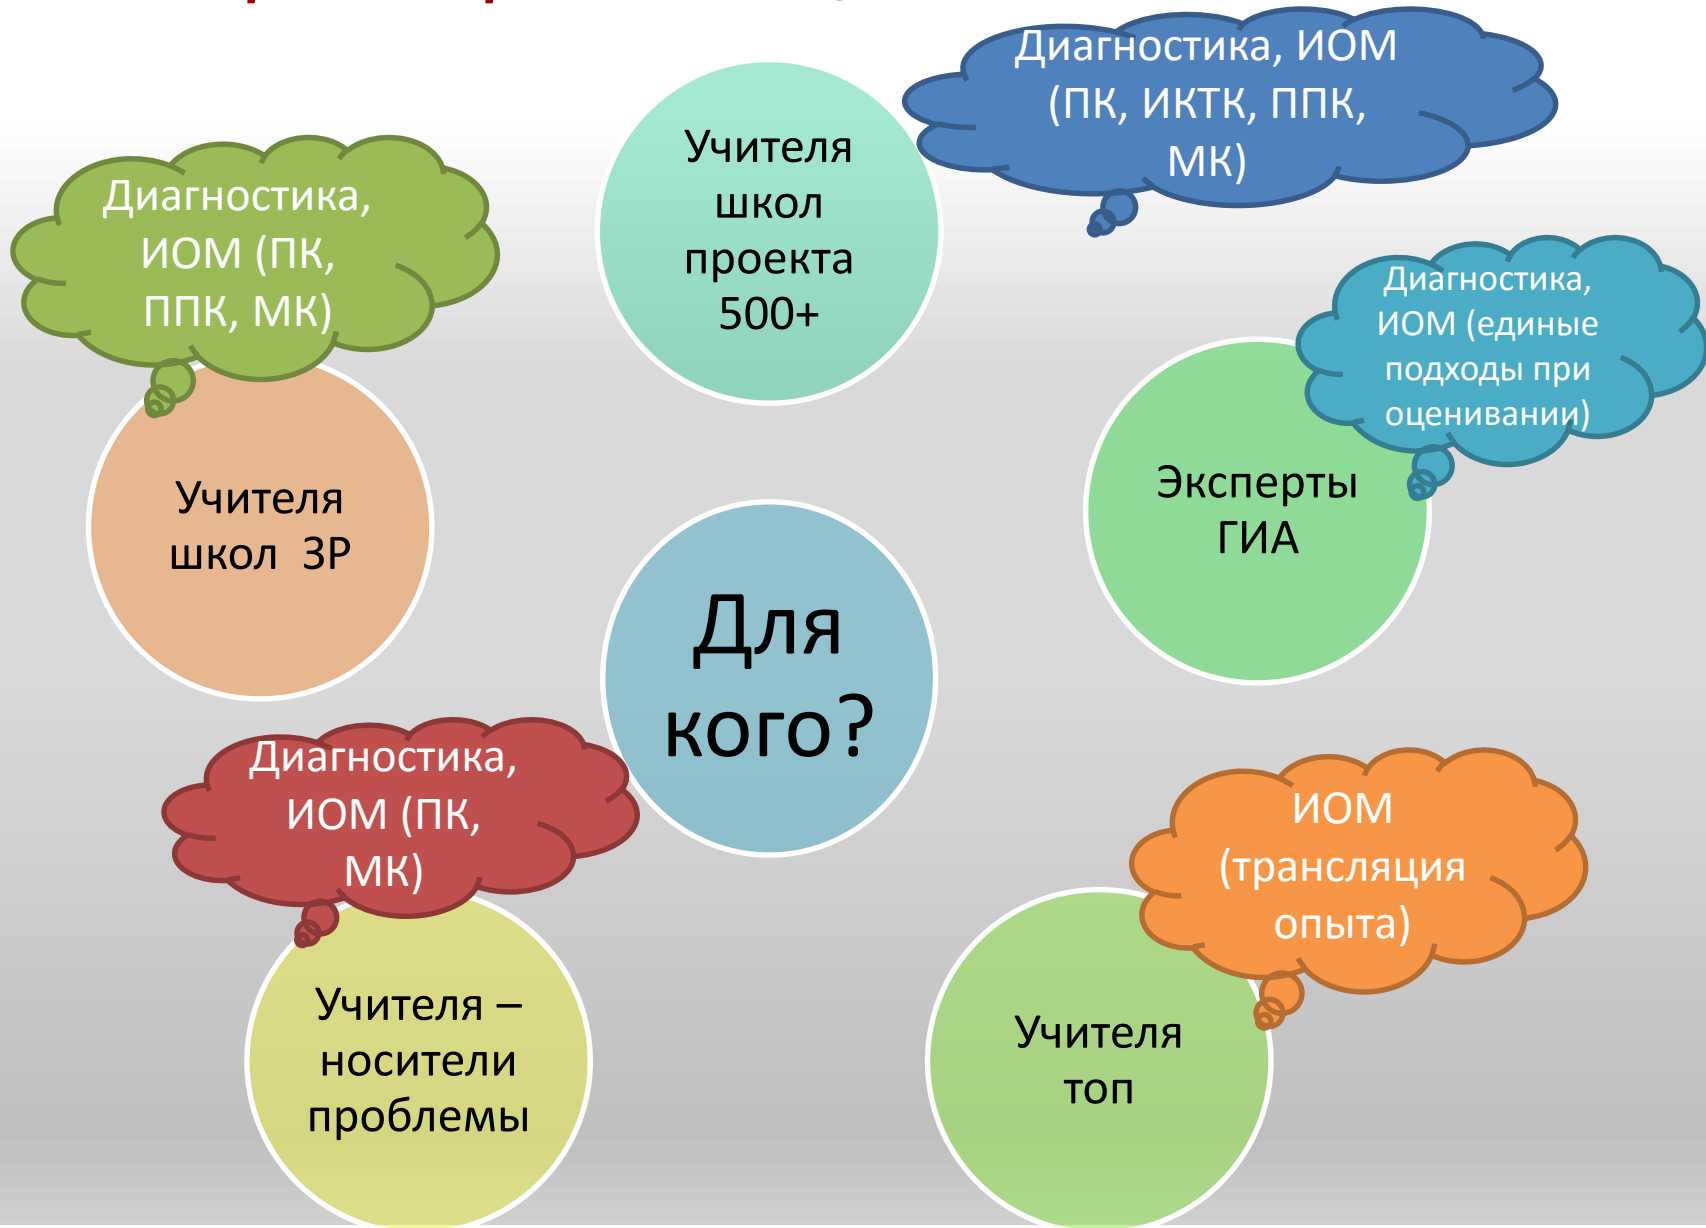 Диагностика, ИОМ
(ПК, ИКТК, ППК,
МК)
Учителя
школ
проекта
500+
Диагностика,
ИОМ (ПК,
ППК, МК)
Учителя
школ ЗР
Диагностика,
ИОМ (единые
подходы при
оценивании)
Эксперты
ГИА
Для
кого?
Диагностика,
ИОМ (ПК,
МК)
Учителя –
носители
проблемы
ИОМ
(трансляция
опыта)
Учителя
топ